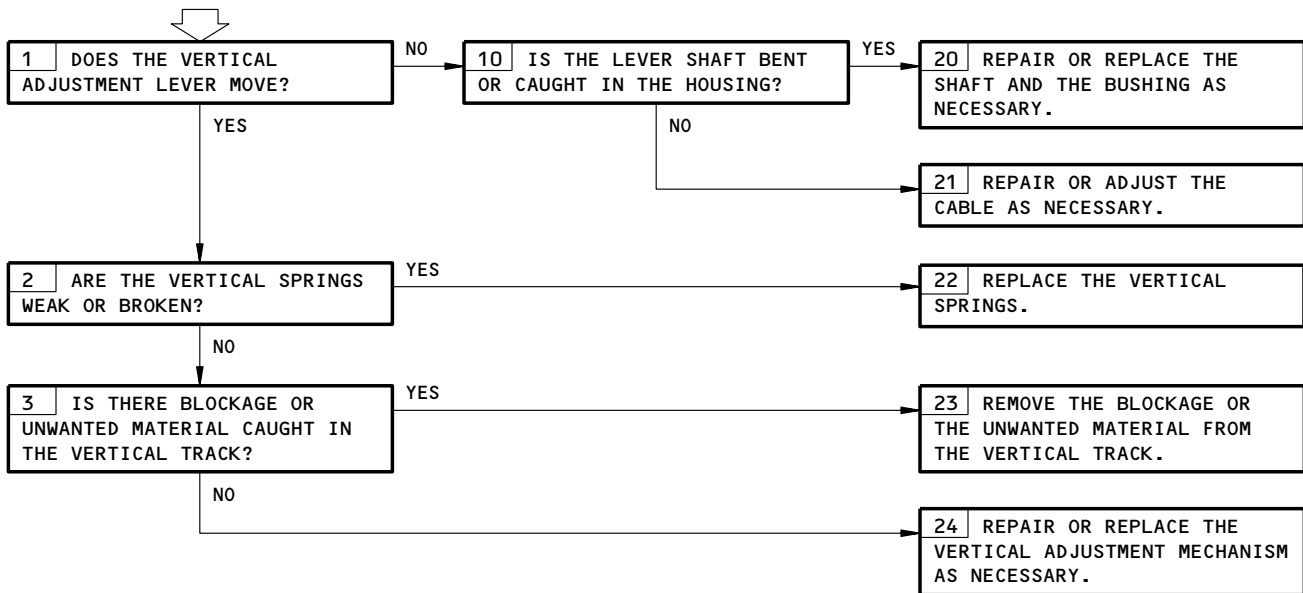 1 DOES THE VERTICAL
ADJUSTMENT LEVER MOVE?
NO
10 IS THE LEVER SHAFT BENT
OR CAUGHT IN THE HOUSING?
YES
20 REPAIR OR REPLACE THE
SHAFT AND THE BUSHING AS
NECESSARY.
YES
NO
21 REPAIR OR ADJUST THE
CABLE AS NECESSARY.
2 ARE THE VERTICAL SPRINGS
WEAK OR BROKEN?
YES
22 REPLACE THE VERTICAL
SPRINGS.
NO
3 IS THERE BLOCKAGE OR
UNWANTED MATERIAL CAUGHT IN
THE VERTICAL TRACK?
YES
23 REMOVE THE BLOCKAGE OR
THE UNWANTED MATERIAL FROM
THE VERTICAL TRACK.
NO
24 REPAIR OR REPLACE THE
VERTICAL ADJUSTMENT MECHANISM
AS NECESSARY.